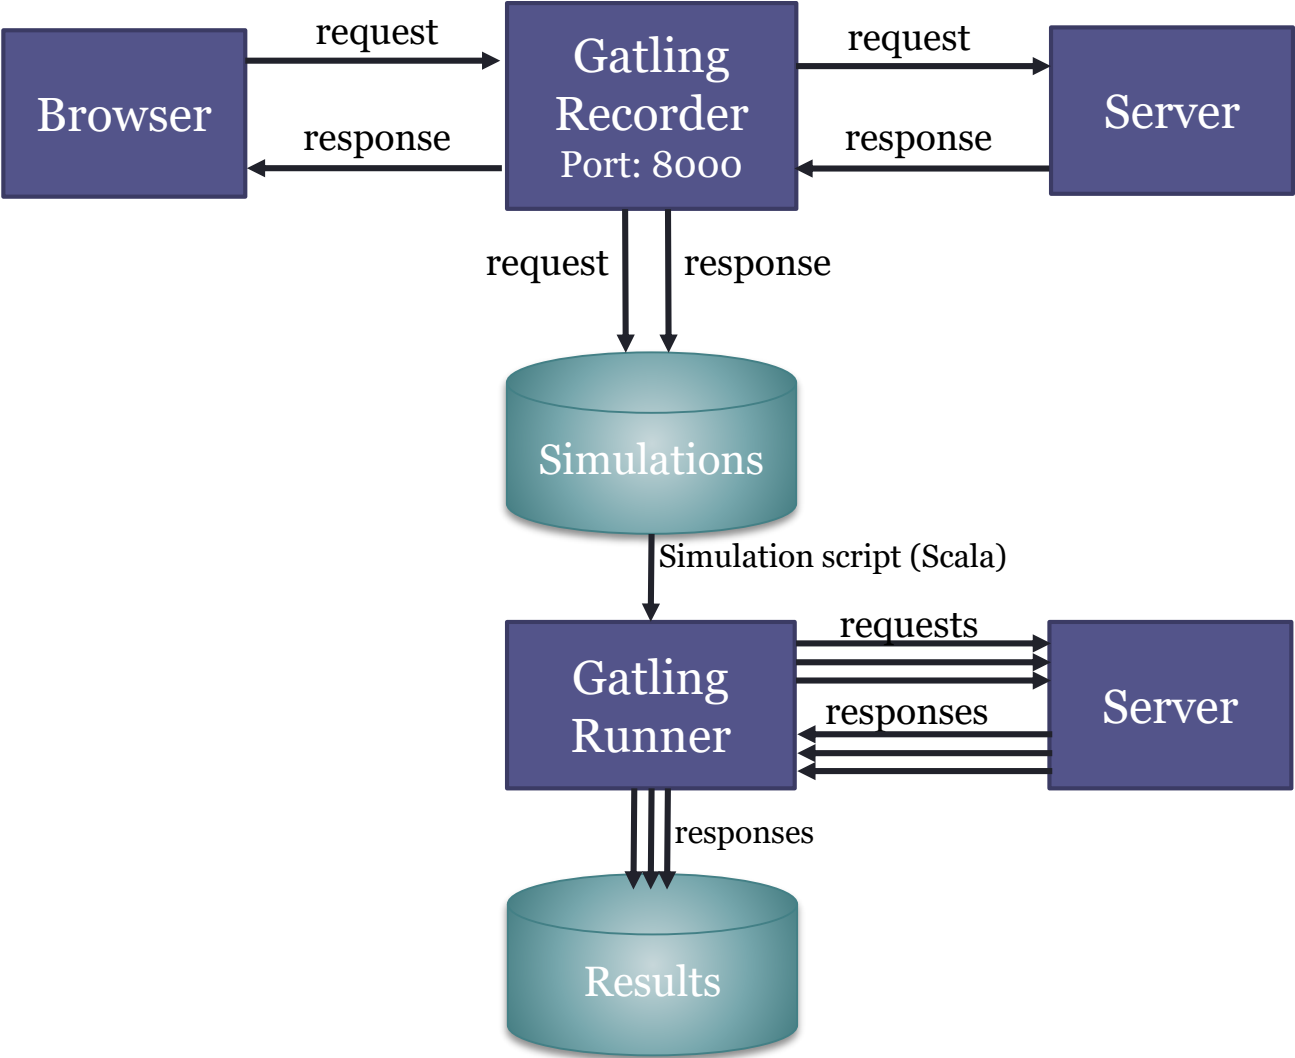 request
request
Browser
Gatling
Recorder
Port: 8000
Server
response
response
request
response
Simulations
Simulation script (Scala)
requests
Gatling
Runner
Server
responses
responses
Results